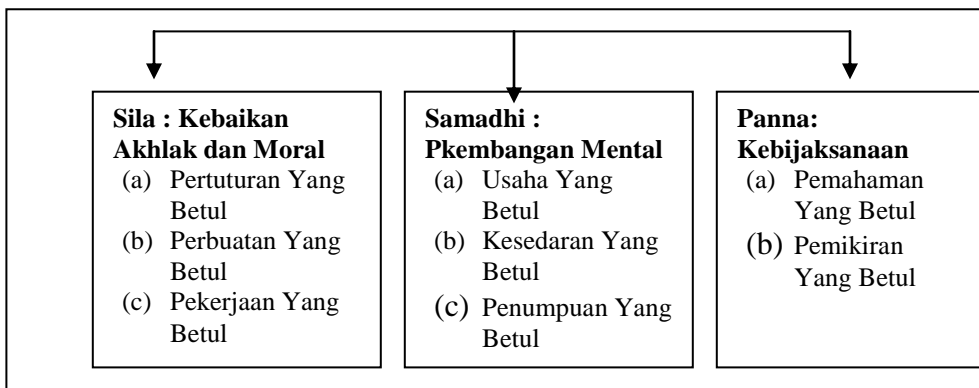 Sila : Kebaikan
Akhlak dan Moral
(a) Pertuturan Yang
Betul
(b) Perbuatan Yang
Betul
(c) Pekerjaan Yang
Betul
Samadhi :
Pkembangan Mental
(a) Usaha Yang
Betul
(b) Kesedaran Yang
Betul
(c) Penumpuan Yang
Betul
Panna:
Kebijaksanaan
(a) Pemahaman
Yang Betul
(b) Pemikiran
Yang Betul